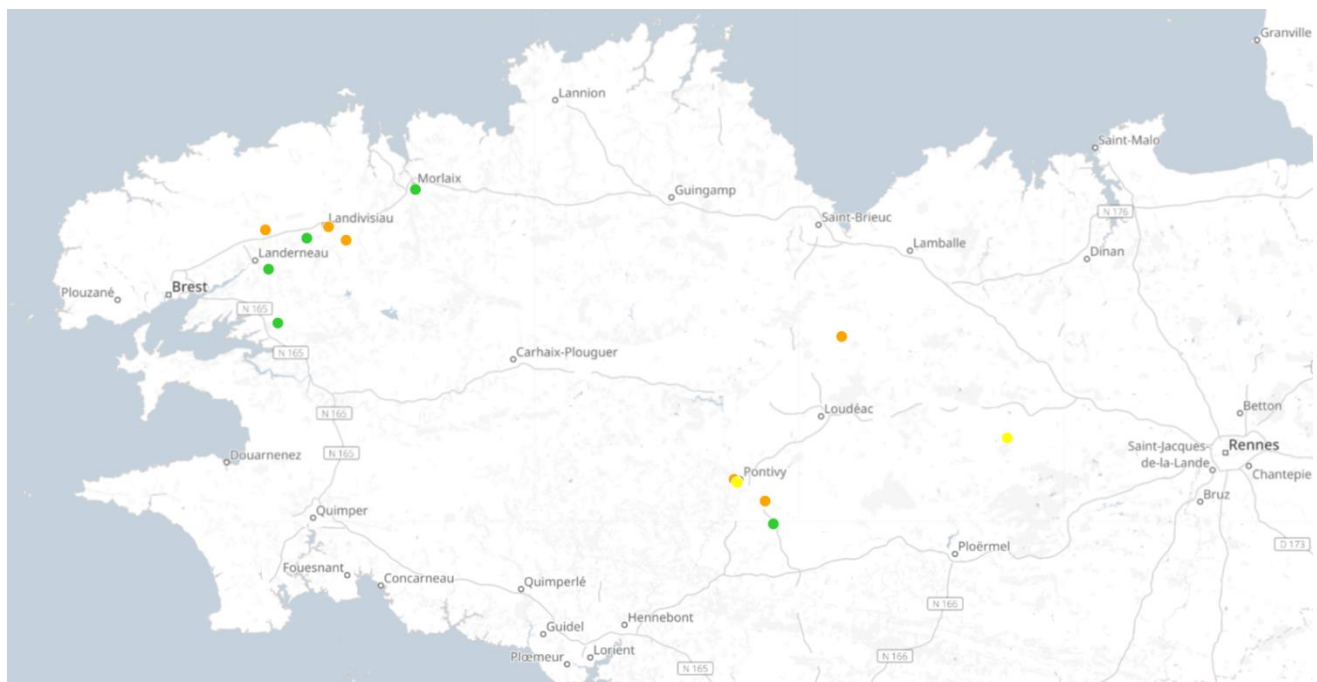 Granville
Lannion
Saint-Malo
Morlaix
Guingamp
N 176
Landivisiau
Saint-Brieuc
Lamballe
Landerneau
Dinan
Plouzané
Brest
N 165
N 165
Carhaix-Plouguer
Loudéac
Betton
N 165
Saint-Jacques-
de-la-Lande
Rennes
Douarnenez
N 165
Pontivy
Chantepie
Bruz
Quimper
Ploërmel
D 173
Fouesnant
Concarneau
Quimperlé
N 166
Hennebont
Guidel
Lorient
Plœmeur
N 165
N 166